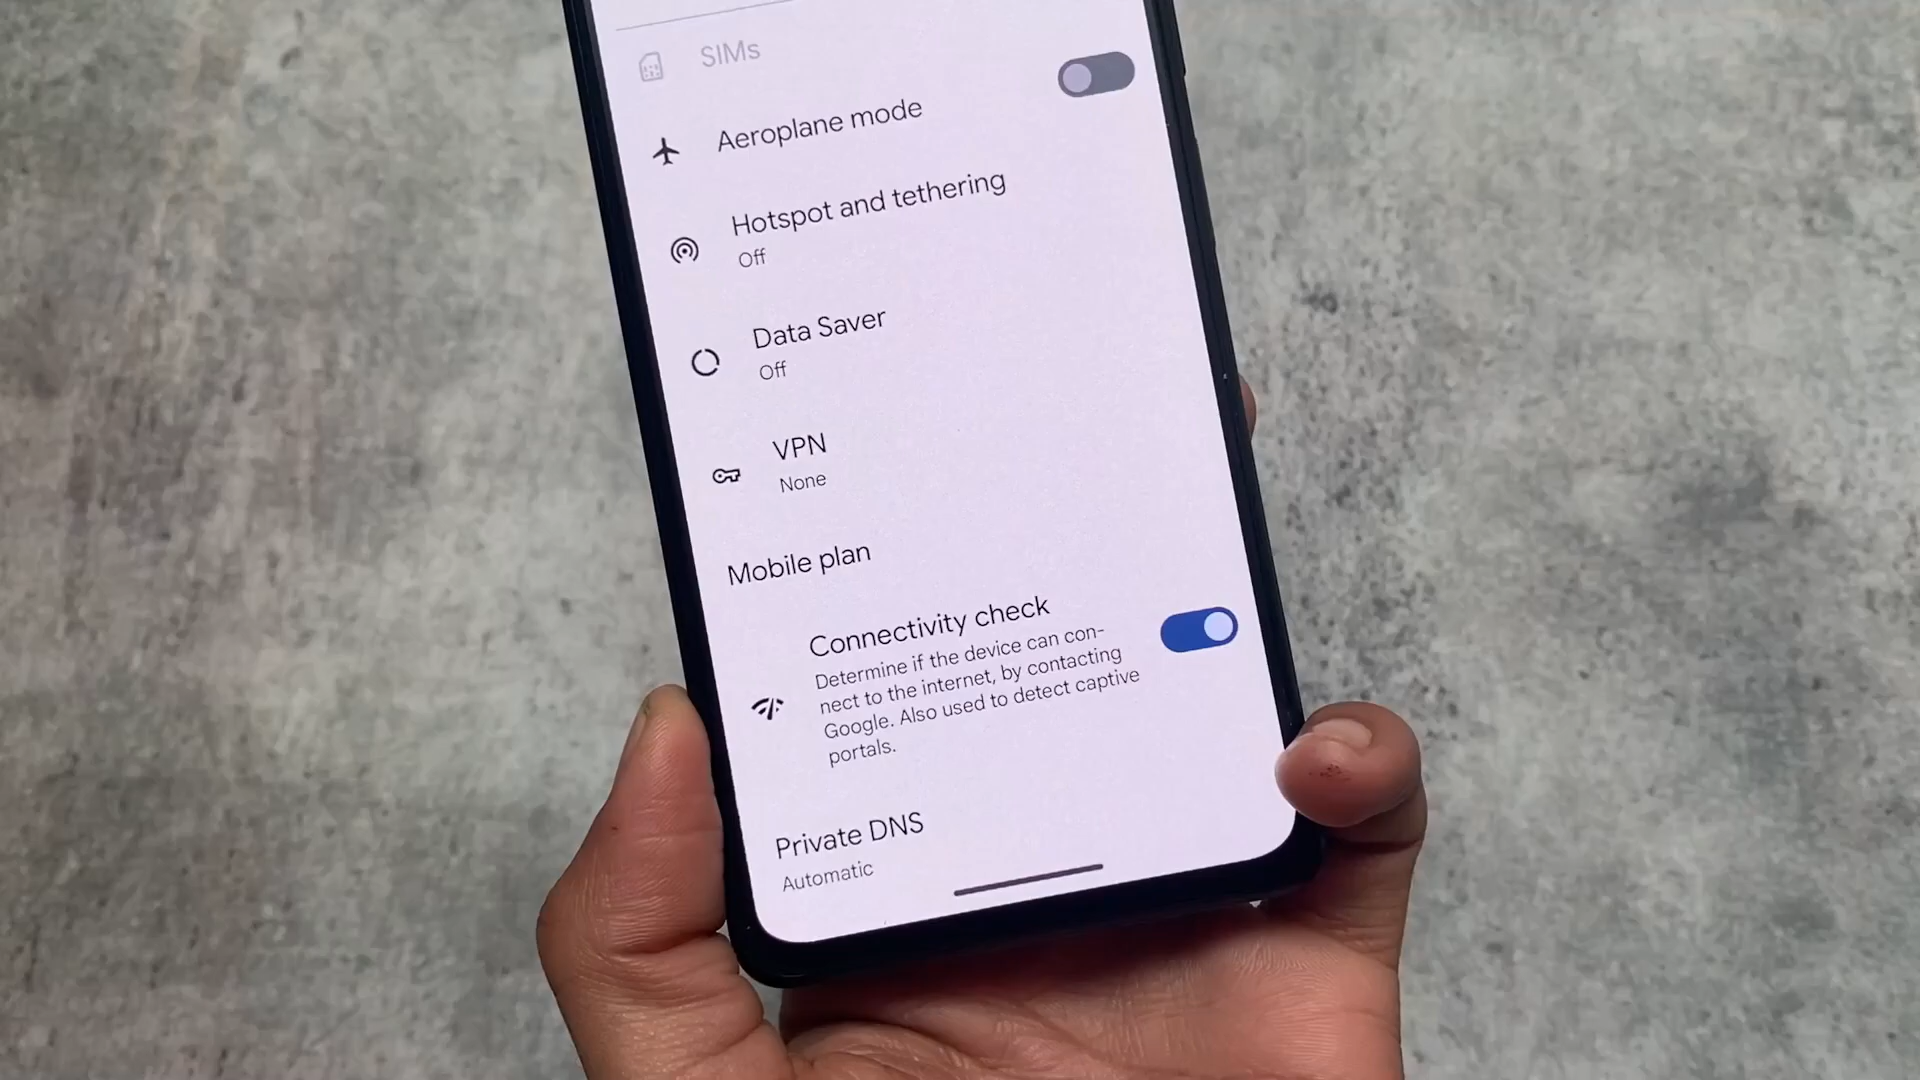 SIMs
Aeroplane mode
Hotspot and tethering
Off
Data Saver
Off
VPN
None
Mobile plan
Connectivity check
Determine if the device can con-
nect to the internet, by contacting
Google. Also used to detect captive
portals.
Private DNS
Automatic